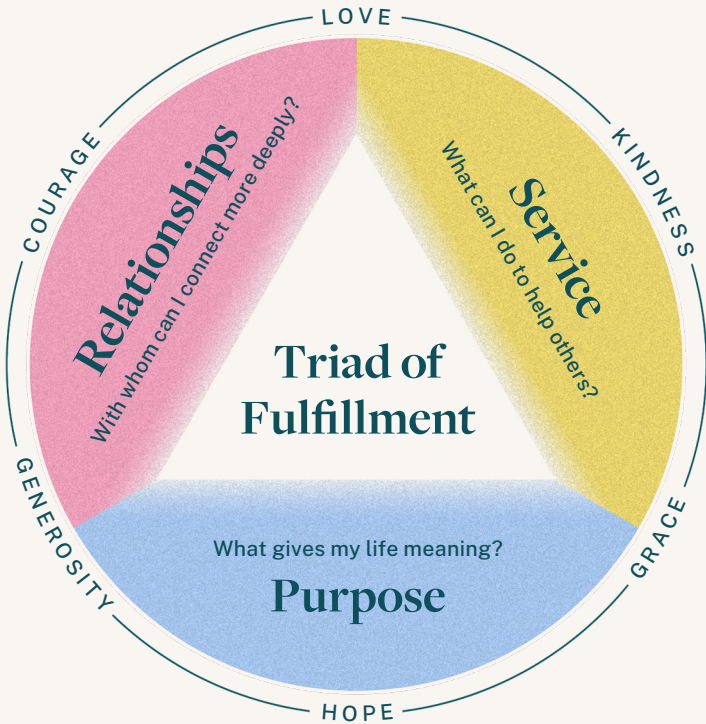 LOVE
KINDNESS
GRACE
HOPE
GENEROSITY
COURAGE
Relationships
With whom can I connect more deeply?
Service
What can I do to help others?
Triad of
Fulfillment
What gives my life meaning?
Purpose